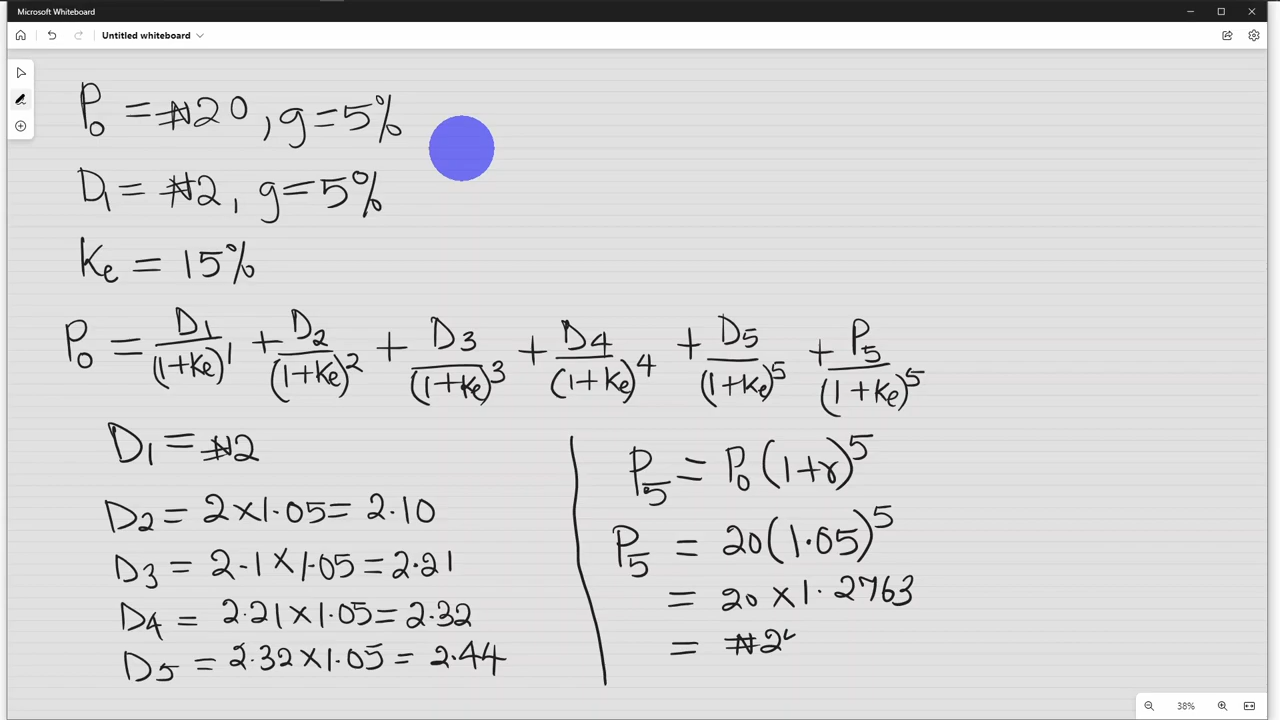 Microsoft Whiteboard
Untitled whiteboard
P₀ = ₦20, g = 5%
D₁ = ₦2, g = 5%
Ke = 15%
P₀ = D₁/(1+Ke)¹ + D₂/(1+Ke)² + D₃/(1+Ke)³ + D₄/(1+Ke)⁴ + D₅/(1+Ke)⁵ + P₅/(1+Ke)⁵
D₁ = ₦2
D₂ = 2 × 1.05 = 2.10
D₃ = 2.1 × 1.05 = 2.21
D₄ = 2.21 × 1.05 = 2.32
D₅ = 2.32 × 1.05 = 2.44
P₅ = P₀(1+r)⁵
P₅ = 20(1.05)⁵
= 20 × 1.2763
= ₦2
38%